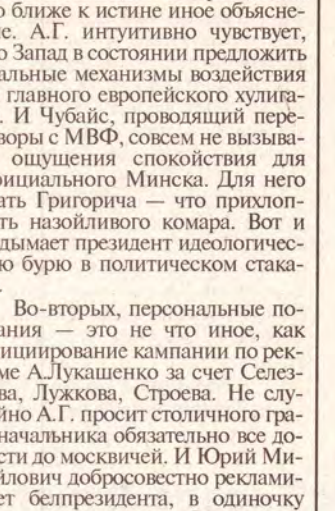 о ближе к истине иное объясне-
е. А.Г. интуитивно чувствует,
о Запад в состоянии предложить
альные механизмы воздействия
главного европейского хулига-
. И Чубайс, проводящий пере-
воры с МВФ, совсем не вызыва-
ощущения спокойствия для
фициального Минска. Для него
ать Григорича — что прихлоп-
ть назойливого комара. Вот и
дымает президент идеологичес-
ю бурю в политическом стака-
Во-вторых, персональные по-
ания — это не что иное, как
ициирование кампании по рек-
ме А.Лукашенко за счет Селез-
ва, Лужкова, Строева. Не слу-
йно А.Г. просит столичного гра-
начальника обязательно все до-
сти до москвичей. И Юрий Ми-
йлович добросовестно реклами-
ет белпрезидента, в одиночку